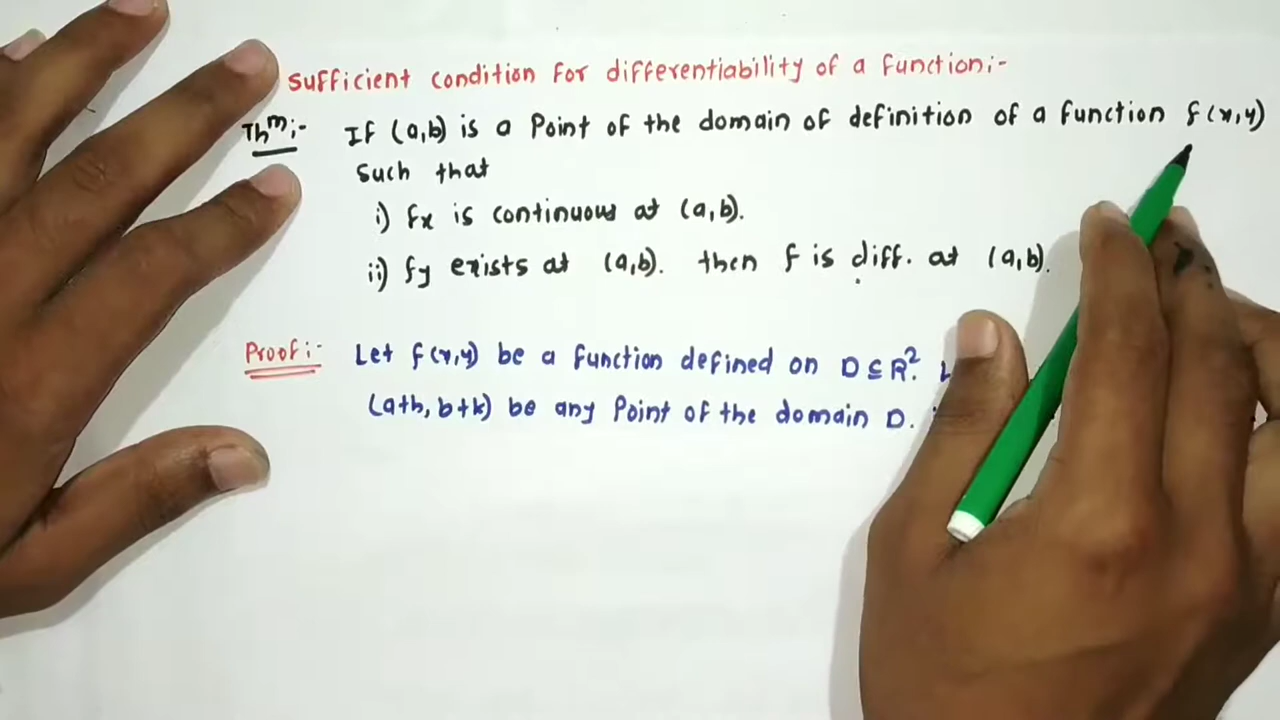 Sufficient condition for differentiability of a function:-
Thm:- If (a,b) is a point of the domain of definition of a function f(x,y)
such that
i) fx is continuous at (a,b).
ii) fy exists at (a,b). then f is diff. at (a,b).
Proof:- Let f(x,y) be a function defined on D⊆R².
(a+h, b+k) be any point of the domain D.